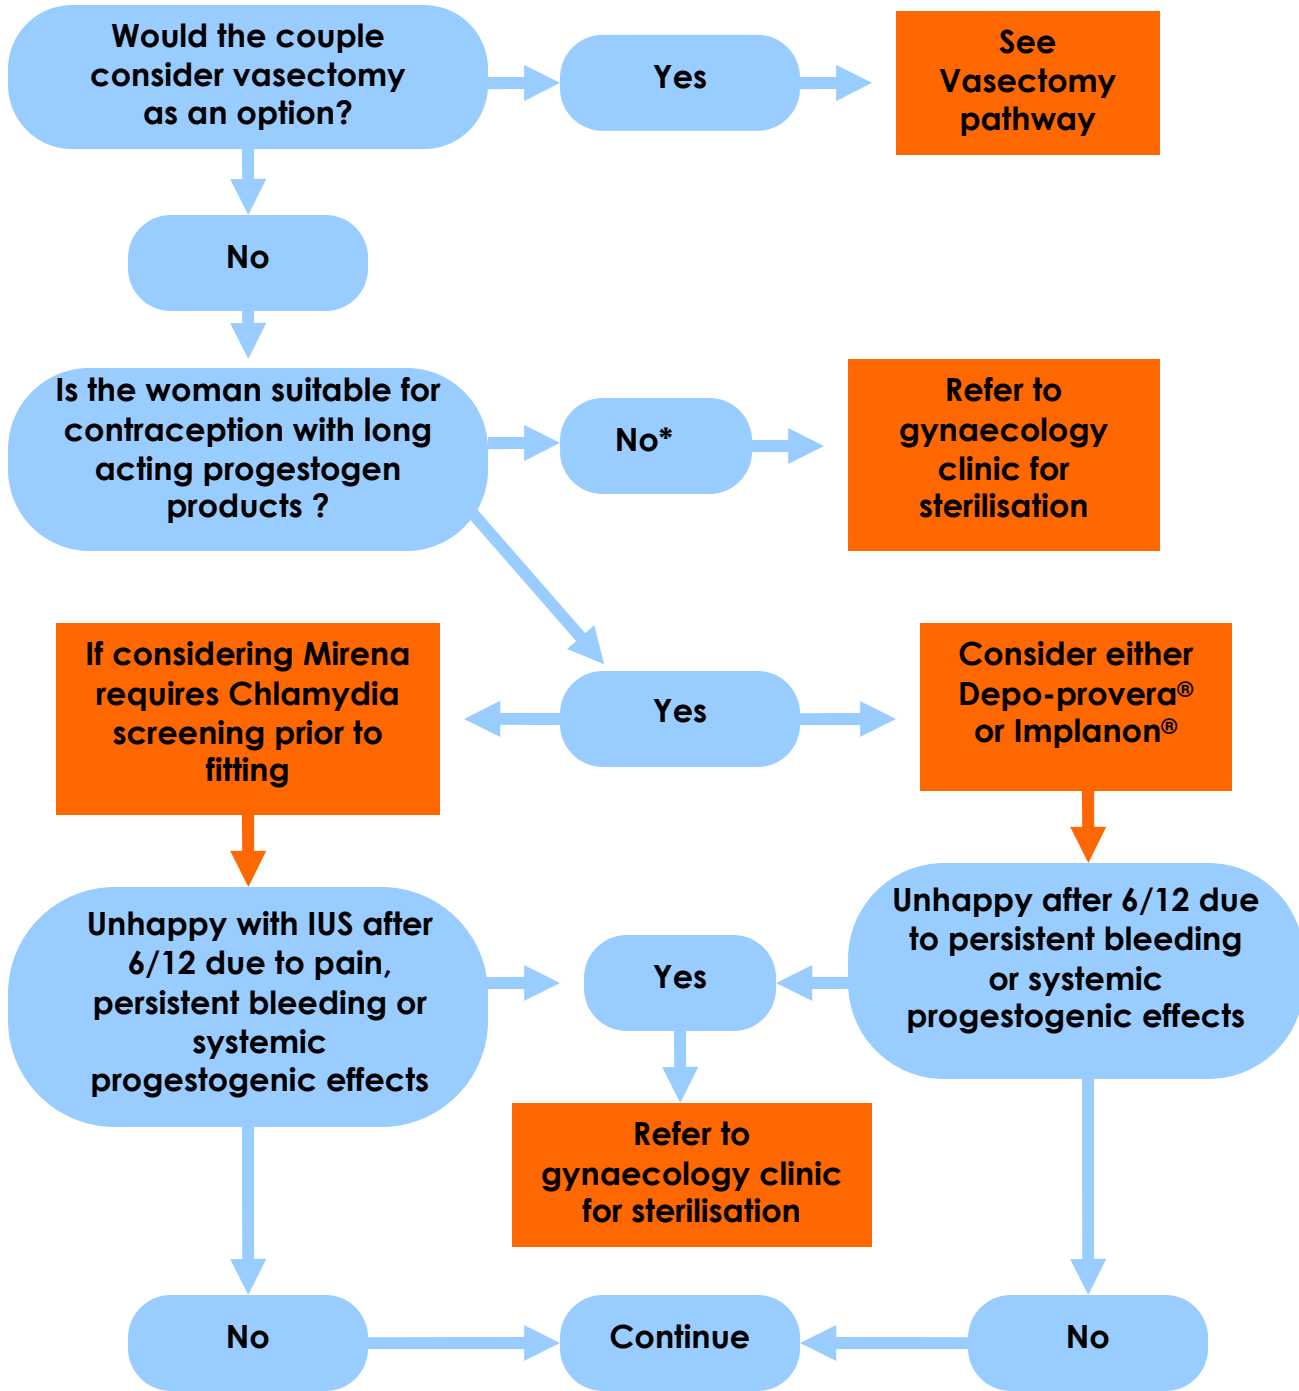 Would the couple
consider vasectomy
as an option?
Yes
See
Vasectomy
pathway
No
Is the woman suitable for
contraception with long
acting progestogen
products ?
No*
Refer to
gynaecology
clinic for
sterilisation
If considering Mirena
requires Chlamydia
screening prior to
fitting
Yes
Consider either
Depo-provera®
or Implanon®
Unhappy with IUS after
6/12 due to pain,
persistent bleeding or
systemic
progestogenic effects
Yes
Unhappy after 6/12 due
to persistent bleeding
or systemic
progestogenic effects
Refer to
gynaecology clinic
for sterilisation
No
Continue
No